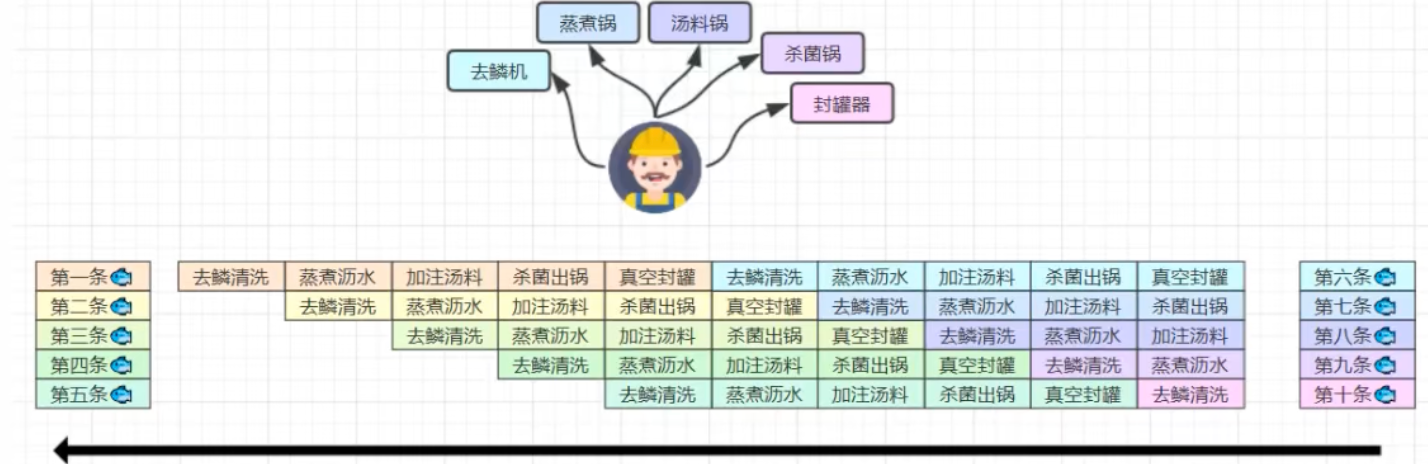 蒸煮锅 汤料锅
杀菌锅
去鳞机
封罐器
第一条 去鳞清洗 蒸煮沥水 加注汤料 杀菌出锅 真空封罐 去鳞清洗 蒸煮沥水 加注汤料 杀菌出锅 真空封罐 第六条
第二条 去鳞清洗 蒸煮沥水 加注汤料 杀菌出锅 真空封罐 去鳞清洗 蒸煮沥水 加注汤料 杀菌出锅 第七条
第三条 去鳞清洗 蒸煮沥水 加注汤料 杀菌出锅 真空封罐 去鳞清洗 蒸煮沥水 加注汤料 第八条
第四条 去鳞清洗 蒸煮沥水 加注汤料 杀菌出锅 真空封罐 去鳞清洗 蒸煮沥水 第九条
第五条 去鳞清洗 蒸煮沥水 加注汤料 杀菌出锅 真空封罐 去鳞清洗 第十条